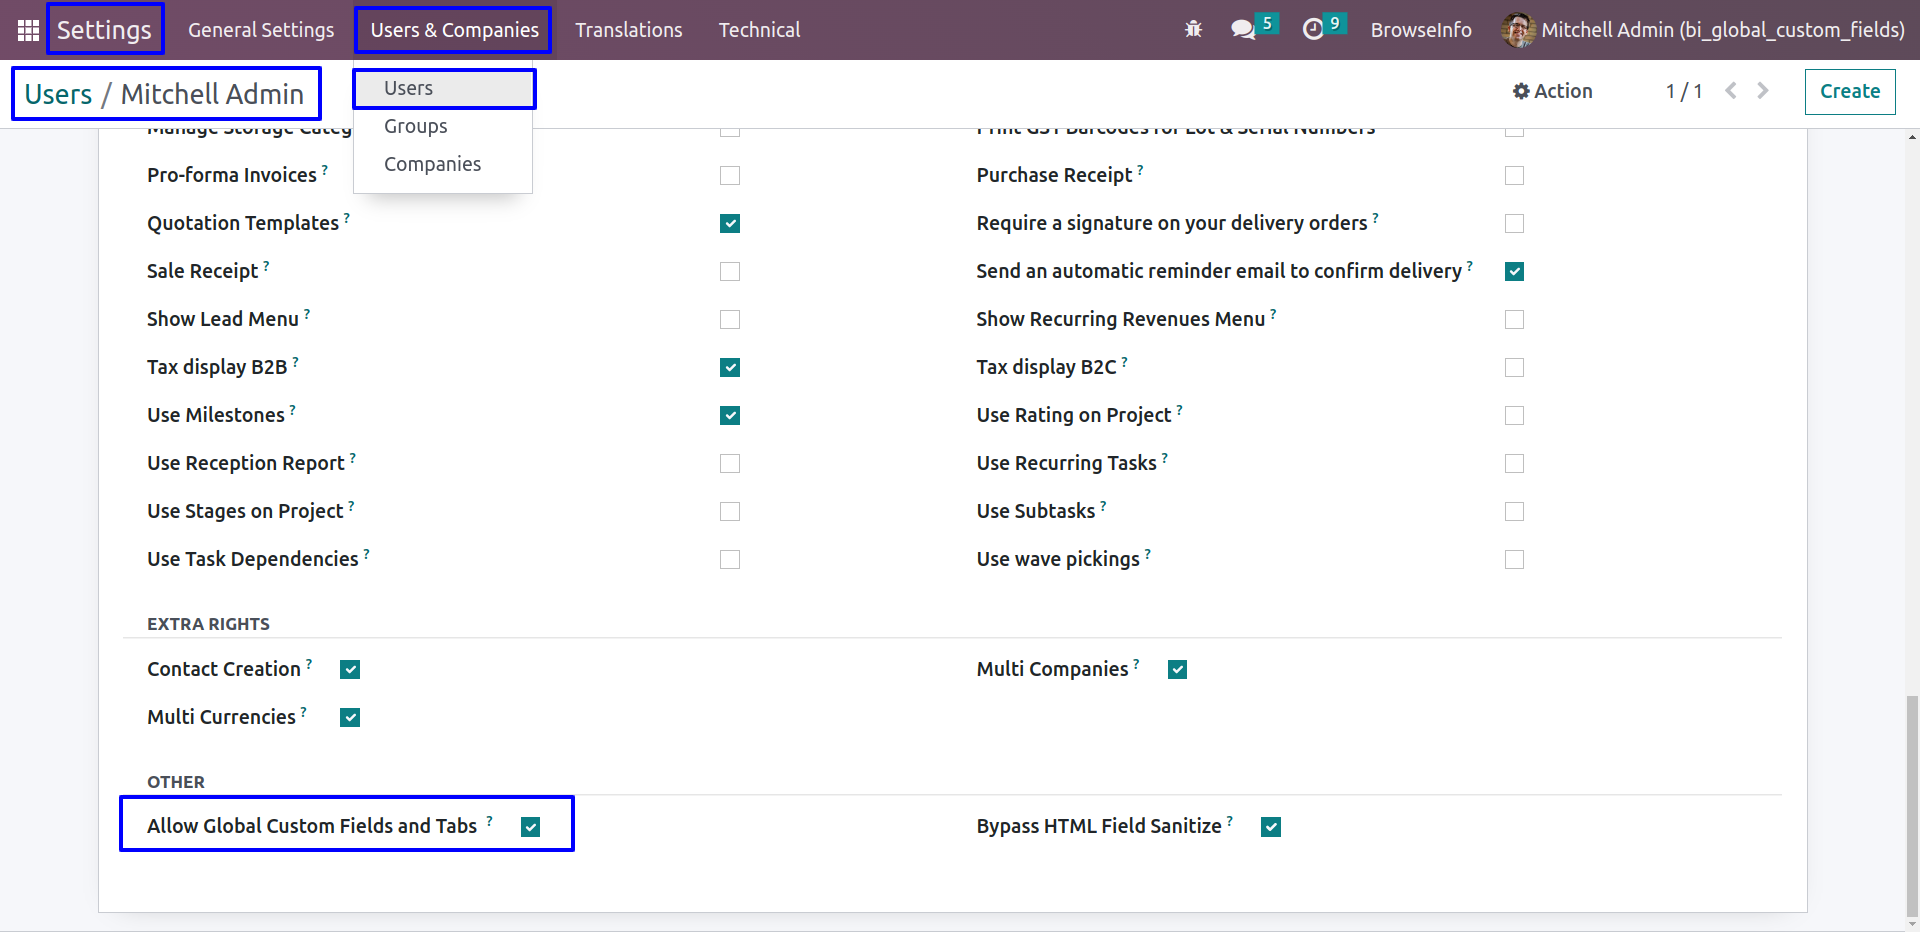 Settings General Settings Users & Companies Translations Technical 5 9 BrowseInfo Mitchell Admin (bi_global_custom_fields)
Users / Mitchell Admin Action 1 / 1 Create
Users
Groups
Companies
Manage Storage Categ Print GS1 Barcodes for Lot & Serial Numbers
Pro-forma Invoices ? Purchase Receipt ?
Quotation Templates ? Require a signature on your delivery orders ?
Sale Receipt ? Send an automatic reminder email to confirm delivery ?
Show Lead Menu ? Show Recurring Revenues Menu ?
Tax display B2B ? Tax display B2C ?
Use Milestones ? Use Rating on Project ?
Use Reception Report ? Use Recurring Tasks ?
Use Stages on Project ? Use Subtasks ?
Use Task Dependencies ? Use wave pickings ?
EXTRA RIGHTS
Contact Creation ? Multi Companies ?
Multi Currencies ?
OTHER
Allow Global Custom Fields and Tabs ? Bypass HTML Field Sanitize ?